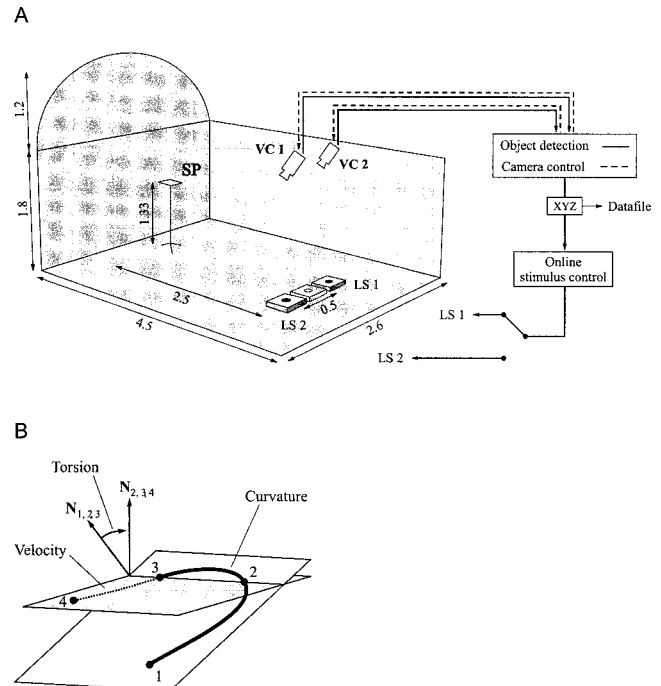 A
1.2
1.8
SP
1.33
VC 1
VC 2
2.5
4.5
LS 1
LS 2
0.5
2.6
Object detection
Camera control
XYZ
Datafile
Online
stimulus control
LS 1
LS 2
B
Torsion
N2,3,4
N1,2,3
Curvature
Velocity
3
2
4
1